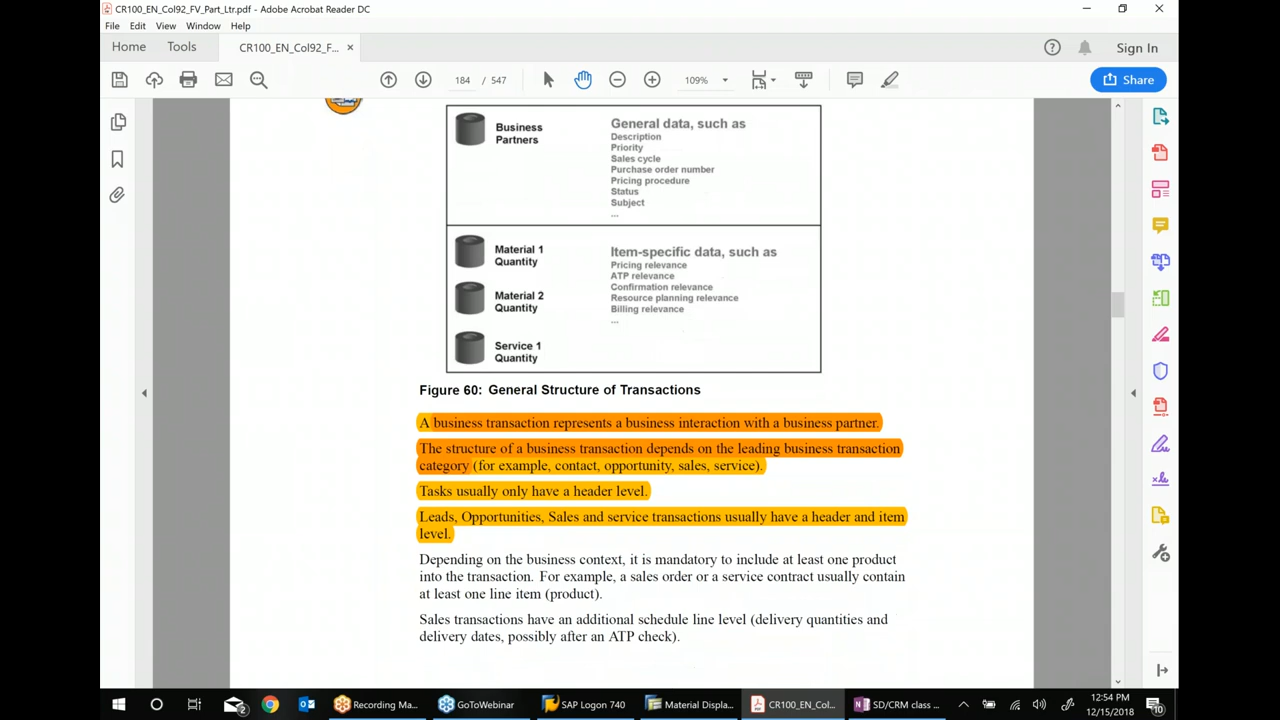 CR100_EN_Col92_FV_Part_Ltr.pdf - Adobe Acrobat Reader DC
File Edit View Window Help
Home Tools CR100_EN_Col92_F... × Sign In
184 / 547 109% Share
Business
Partners
General data, such as
Description
Priority
Sales cycle
Purchase order number
Pricing procedure
Status
Subject
...
Material 1
Quantity
Material 2
Quantity
Service 1
Quantity
Item-specific data, such as
Pricing relevance
ATP relevance
Confirmation relevance
Resource planning relevance
Billing relevance
...
Figure 60: General Structure of Transactions
A business transaction represents a business interaction with a business partner.
The structure of a business transaction depends on the leading business transaction
category (for example, contact, opportunity, sales, service).
Tasks usually only have a header level.
Leads, Opportunities, Sales and service transactions usually have a header and item
level.
Depending on the business context, it is mandatory to include at least one product
into the transaction. For example, a sales order or a service contract usually contain
at least one line item (product).
Sales transactions have an additional schedule line level (delivery quantities and
delivery dates, possibly after an ATP check).
Recording Ma... GoToWebinar SAP Logon 740 Material Displa... CR100_EN_Col... SD/CRM class ...
12:54 PM
12/15/2018